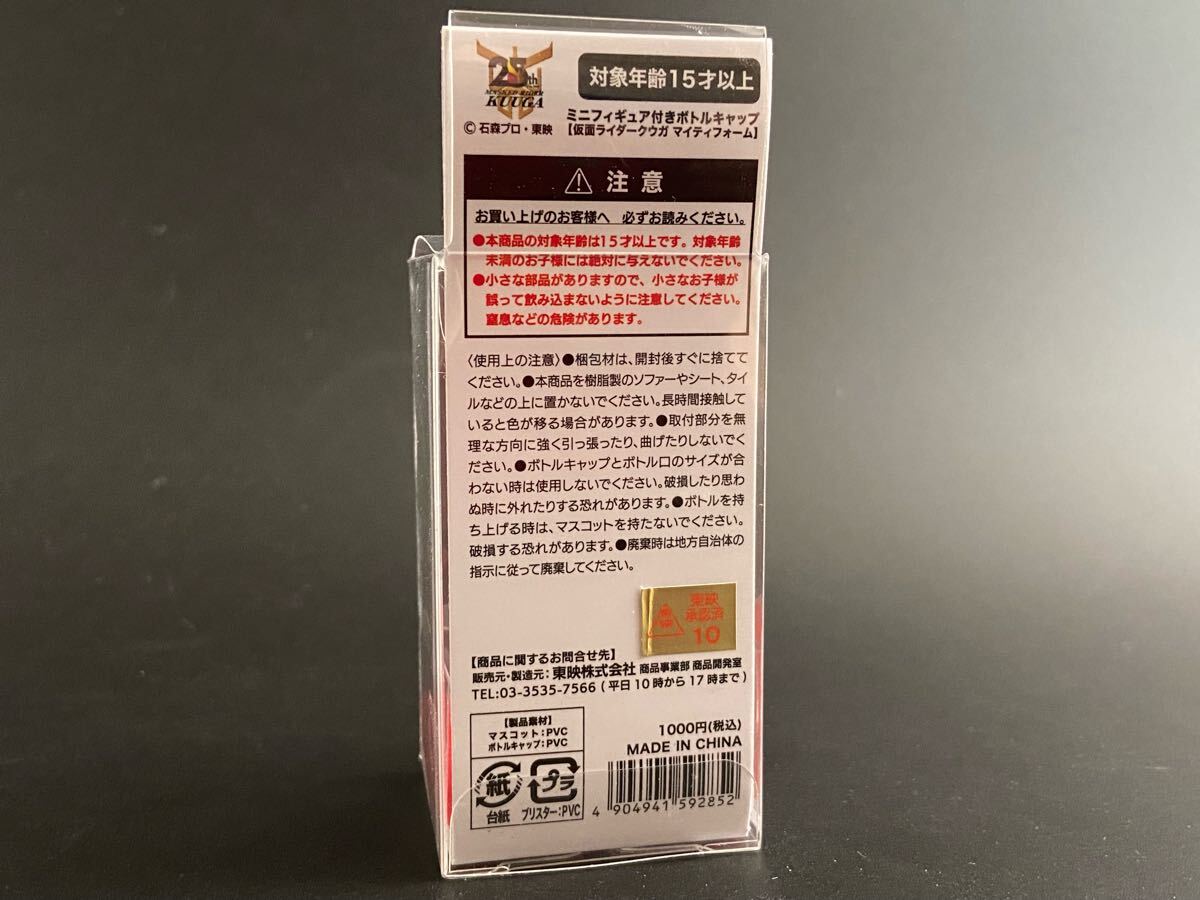 25th
MASKED RIDER
KUUGA
© 石森プロ・東映
対象年齢15才以上
ミニフィギュア付きボトルキャップ
【仮面ライダークウガ マイティフォーム】
⚠ 注意
お買い上げのお客様へ 必ずお読みください。
●本商品の対象年齢は15才以上です。対象年齢
未満のお子様には絶対に与えないでください。
●小さな部品がありますので、小さなお子様が
誤って飲み込まないように注意してください。
窒息などの危険があります。
〈使用上の注意〉●梱包材は、開封後すぐに捨てて
ください。●本商品を樹脂製のソファーやシート、タイ
ルなどの上に置かないでください。長時間接触して
いると色が移る場合があります。●取付部分を無
理な方向に強く引っ張ったり、曲げたりしないでく
ださい。●ボトルキャップとボトル口のサイズが合
わない時は使用しないでください。破損したり思わ
ぬ時に外れたりする恐れがあります。●ボトルを持
ち上げる時は、マスコットを持たないでください。
破損する恐れがあります。●廃棄時は地方自治体の
指示に従って廃棄してください。
東映
承認済
10
【商品に関するお問合せ先】
販売元・製造元:東映株式会社 商品事業部 商品開発室
TEL:03-3535-7566 (平日10時から17時まで)
【製品素材】
マスコット:PVC
ボトルキャップ:PVC
紙
プラ
台紙
ブリスター:PVC
1000円(税込)
MADE IN CHINA
4 904941 592852